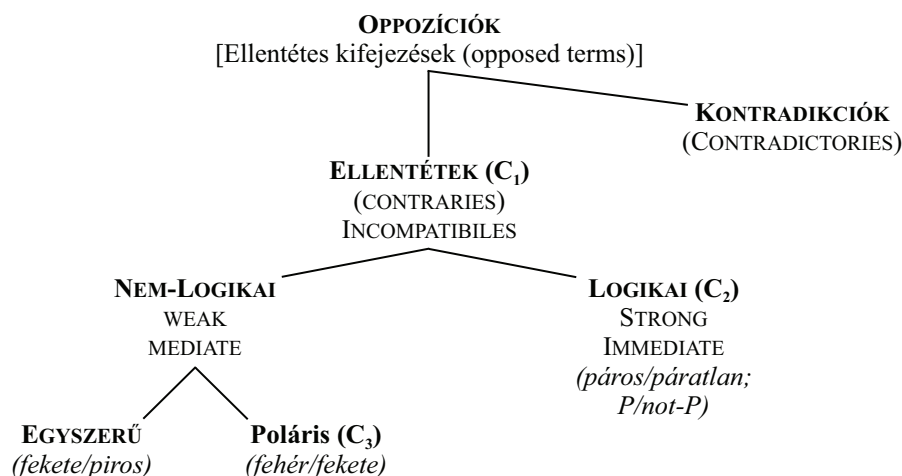 OPPOZÍCIÓK
[Ellentétes kifejezések (opposed terms)]
KONTRADIKCIÓK
(CONTRADICTORIES)
ELLENTÉTEK (C₁)
(CONTRARIES)
INCOMPATIBILES
NEM-LOGIKAI
WEAK
MEDIATE
LOGIKAI (C₂)
STRONG
IMMEDIATE
(páros/páratlan;
P/not-P)
EGYSZERŰ
(fekete/piros)
Poláris (C₃)
(fehér/fekete)